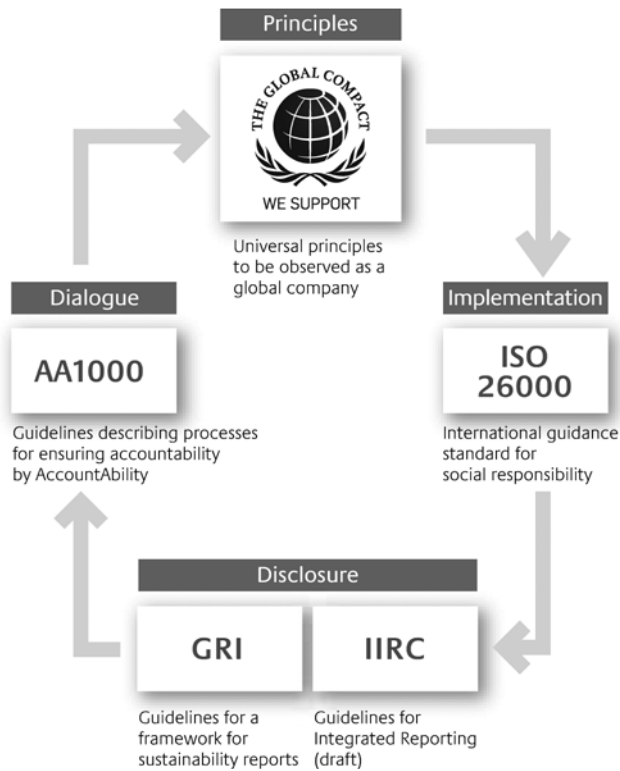 Principles
THE GLOBAL COMPACT
WE SUPPORT
Universal principles
to be observed as a
global company
Dialogue
AA1000
Guidelines describing processes
for ensuring accountability
by AccountAbility
Implementation
ISO
26000
International guidance
standard for
social responsibility
Disclosure
GRI
Guidelines for a
framework for
sustainability reports
IIRC
Guidelines for
Integrated Reporting
(draft)